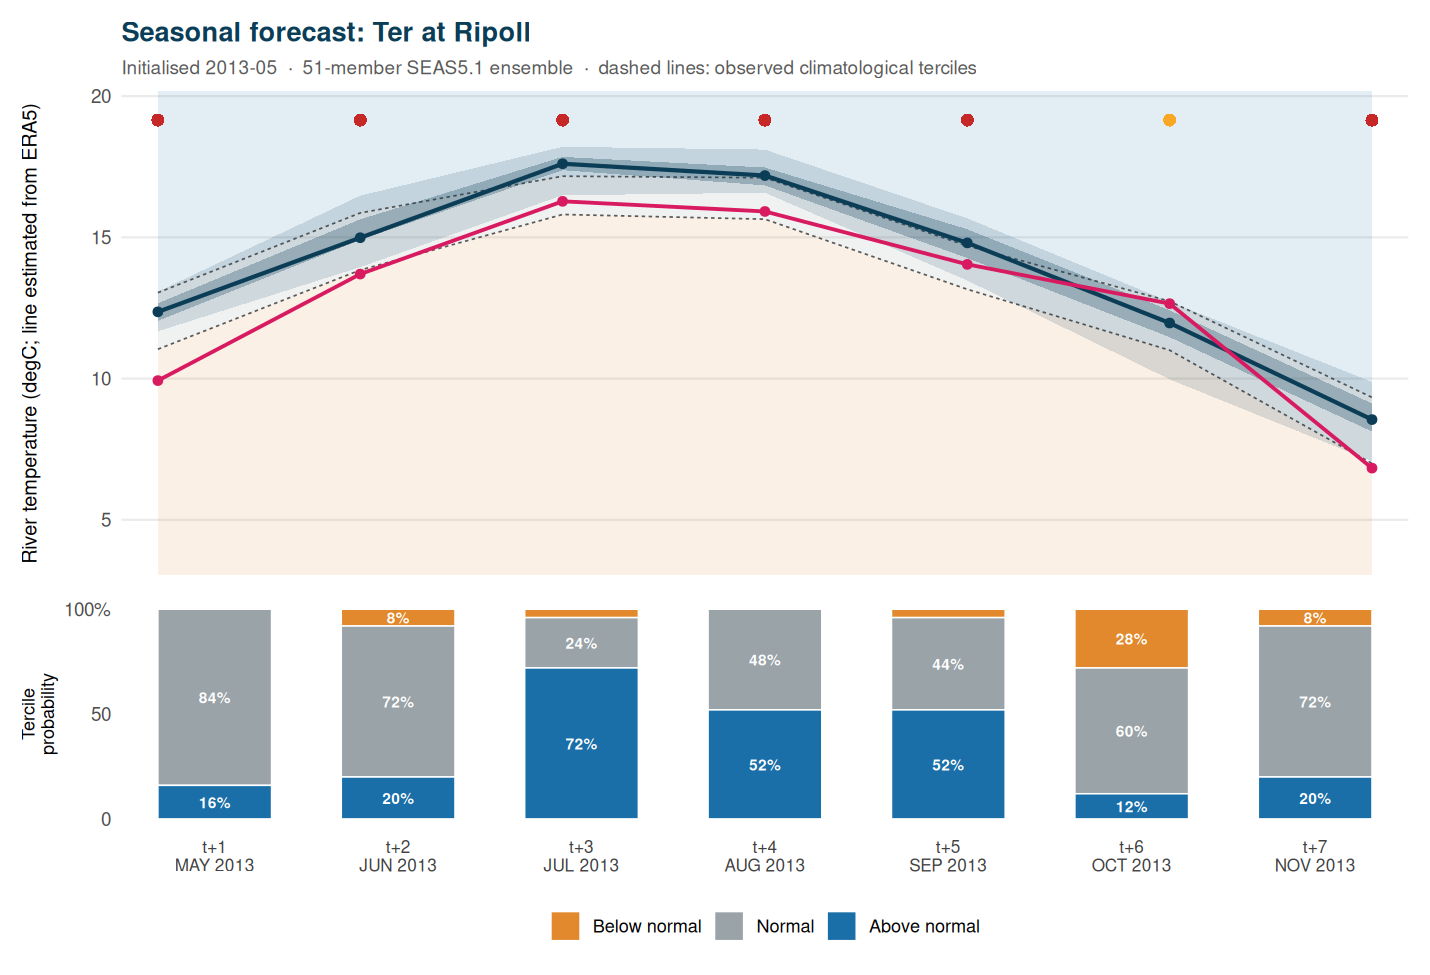 Seasonal forecast: Ter at Ripoll
Initialised 2013-05 · 51-member SEAS5.1 ensemble · dashed lines: observed climatological terciles
River temperature (degC; line estimated from ERA5)
20
15
10
5
Tercile
probability
100%
50
0
84%
16%
8%
72%
20%
24%
72%
48%
52%
44%
52%
28%
60%
12%
8%
72%
20%
t+1
MAY 2013
t+2
JUN 2013
t+3
JUL 2013
t+4
AUG 2013
t+5
SEP 2013
t+6
OCT 2013
t+7
NOV 2013
Below normal
Normal
Above normal